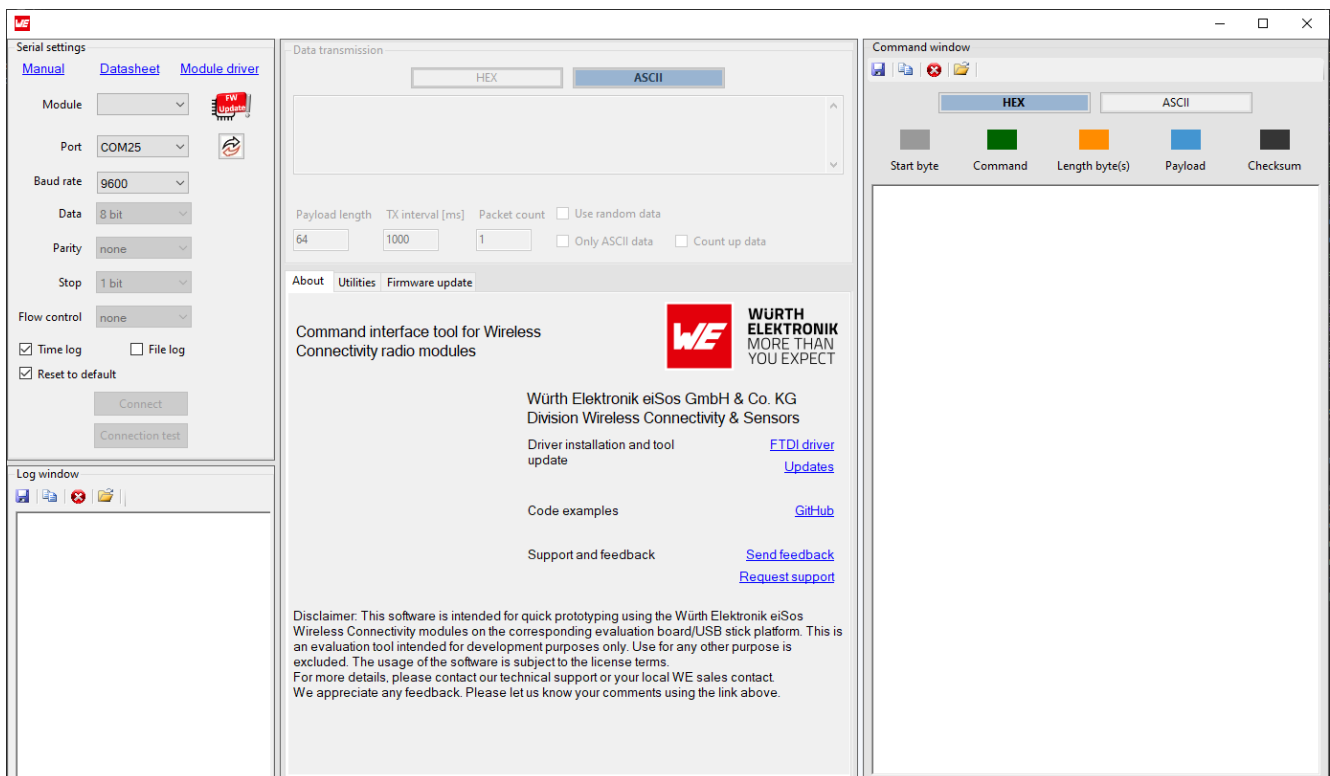 WE
Serial settings
Manual Datasheet Module driver
Module
FW
Update
Port COM25
Baud rate 9600
Data 8 bit
Parity none
Stop 1 bit
Flow control none
Time log File log
Reset to default
Connect
Connection test
Log window
Data transmission
HEX ASCII
Payload length TX interval [ms] Packet count Use random data
64 1000 1 Only ASCII data Count up data
About Utilities Firmware update
Command interface tool for Wireless
Connectivity radio modules
WE
WÜRTH
ELEKTRONIK
MORE THAN
YOU EXPECT
Würth Elektronik eiSos GmbH & Co. KG
Division Wireless Connectivity & Sensors
Driver installation and tool
update
FTDI driver
Updates
Code examples GitHub
Support and feedback Send feedback
Request support
Disclaimer: This software is intended for quick prototyping using the Würth Elektronik eiSos
Wireless Connectivity modules on the corresponding evaluation board/USB stick platform. This is
an evaluation tool intended for development purposes only. Use for any other purpose is
excluded. The usage of the software is subject to the license terms.
For more details, please contact our technical support or your local WE sales contact.
We appreciate any feedback. Please let us know your comments using the link above.
Command window
HEX ASCII
Start byte Command Length byte(s) Payload Checksum